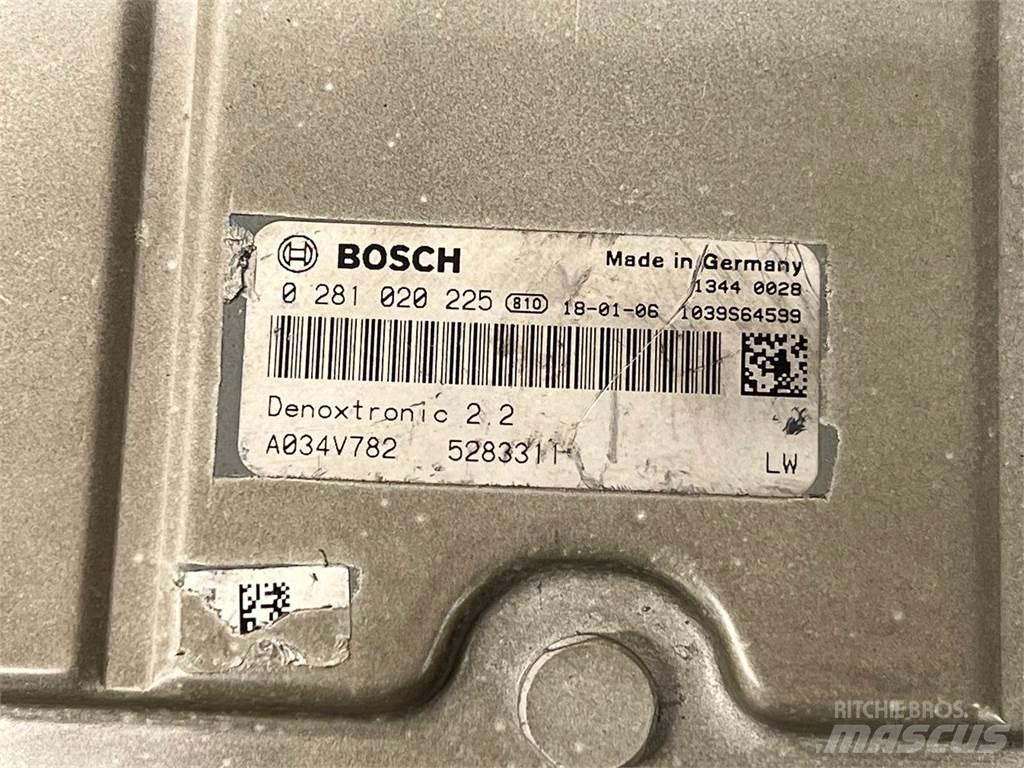 BOSCH Made in Germany
1344 0028
0 281 020 225 810 18-01-06 1039S64599
Denoxtronic 2.2
A034V782 5283311 LW
RITCHIE BROS.
mascus